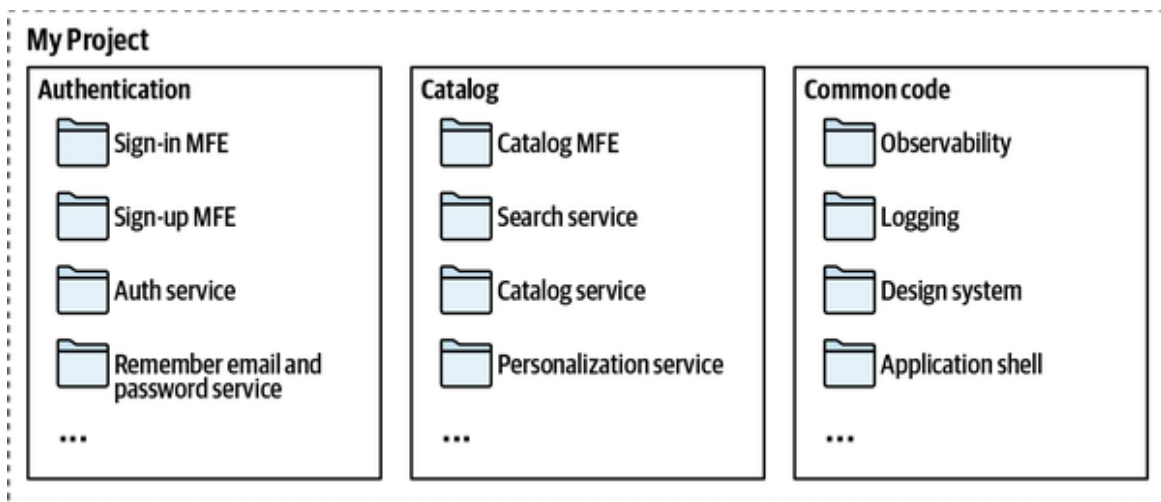 My Project
Authentication
Sign-in MFE
Sign-up MFE
Auth service
Remember email and
password service
...
Catalog
Catalog MFE
Search service
Catalog service
Personalization service
...
Common code
Observability
Logging
Design system
Application shell
...